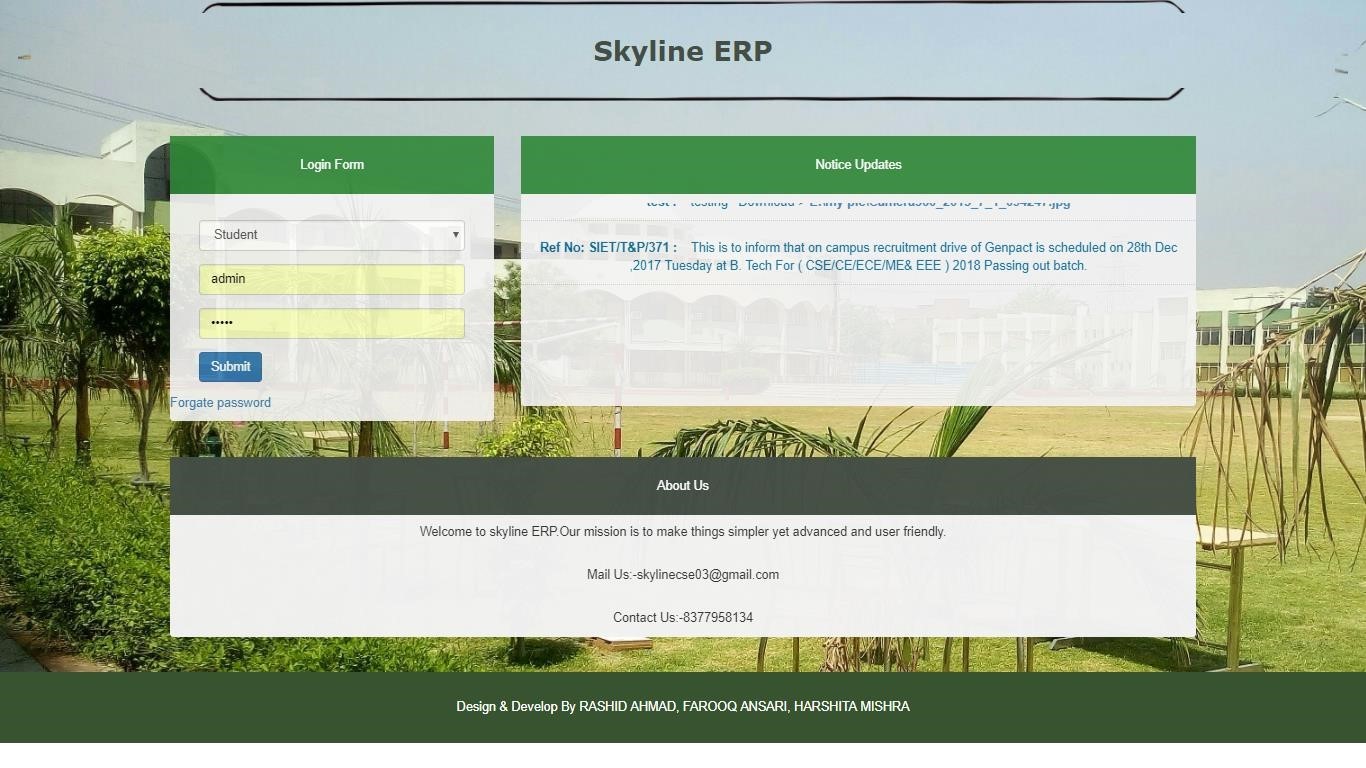 Skyline ERP
Login Form
Student
admin
•••••
Submit
Forgate password
Notice Updates
test :
Ref No: SIET/T&P/371 : This is to inform that on campus recruitment drive of Genpact is scheduled on 28th Dec
,2017 Tuesday at B. Tech For ( CSE/CE/ECE/ME& EEE ) 2018 Passing out batch.
About Us
Welcome to skyline ERP.Our mission is to make things simpler yet advanced and user friendly.
Mail Us:-skylinecse03@gmail.com
Contact Us:-8377958134
Design & Develop By RASHID AHMAD, FAROOQ ANSARI, HARSHITA MISHRA